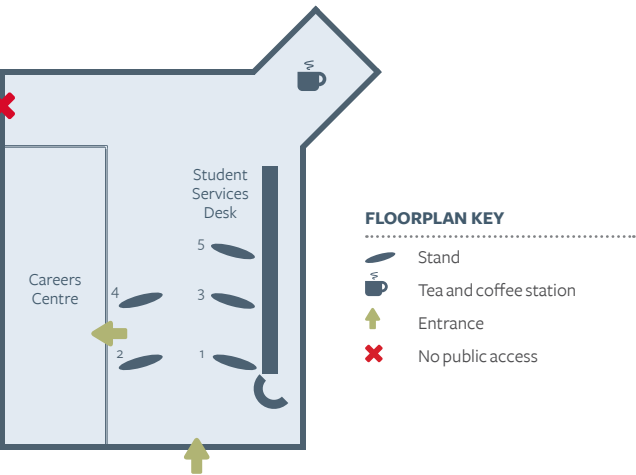 Student
Services
Desk
5
Careers
Centre
4
3
2
1
FLOORPLAN KEY
Stand
Tea and coffee station
Entrance
No public access